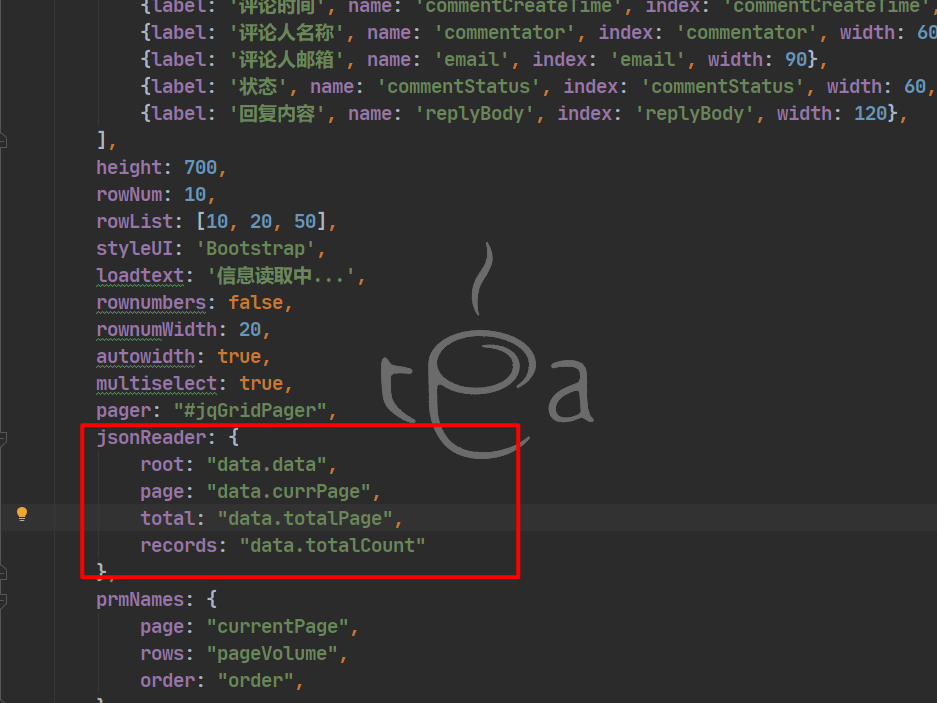 {label: '评论时间', name: 'commentCreateTime', index: 'commentCreateTime',
{label: '评论人名称', name: 'commentator', index: 'commentator', width: 60
{label: '评论人邮箱', name: 'email', index: 'email', width: 90},
{label: '状态', name: 'commentStatus', index: 'commentStatus', width: 60,
{label: '回复内容', name: 'replyBody', index: 'replyBody', width: 120},
],
height: 700,
rowNum: 10,
rowList: [10, 20, 50],
styleUI: 'Bootstrap',
loadtext: '信息读取中...',
rownumbers: false,
rownumWidth: 20,
autowidth: true,
multiselect: true,
pager: "#jqGridPager",
jsonReader: {
root: "data.data",
page: "data.currPage",
total: "data.totalPage",
records: "data.totalCount"
},
prmNames: {
page: "currentPage",
rows: "pageVolume",
order: "order",
}
tea